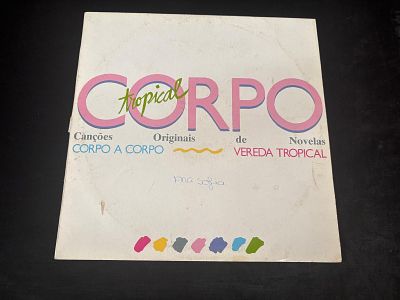 tropical
CORPO
Canções Originais de Novelas
CORPO A CORPO VEREDA TROPICAL